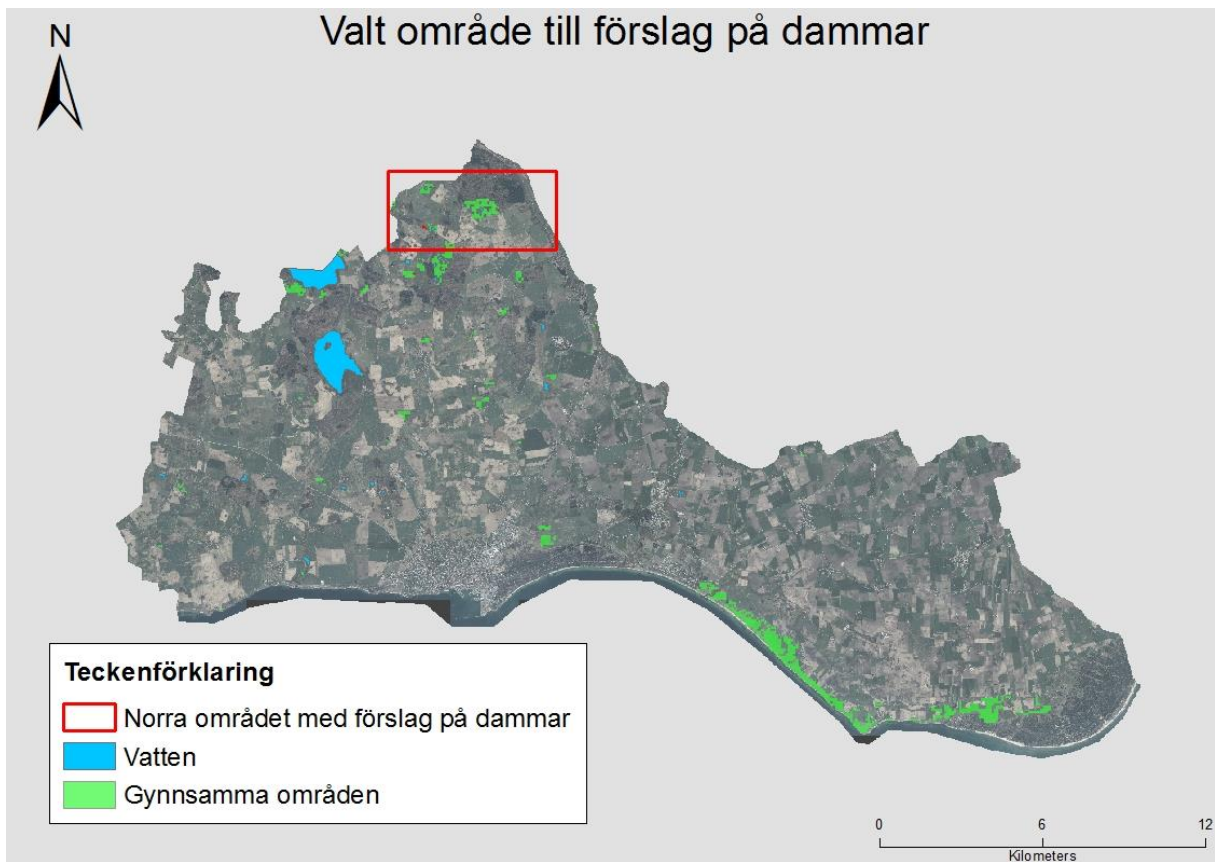 Valt område till förslag på dammar
N
Teckenförklaring
Norra området med förslag på dammar
Vatten
Gynnsamma områden
0 6 12
Kilometers